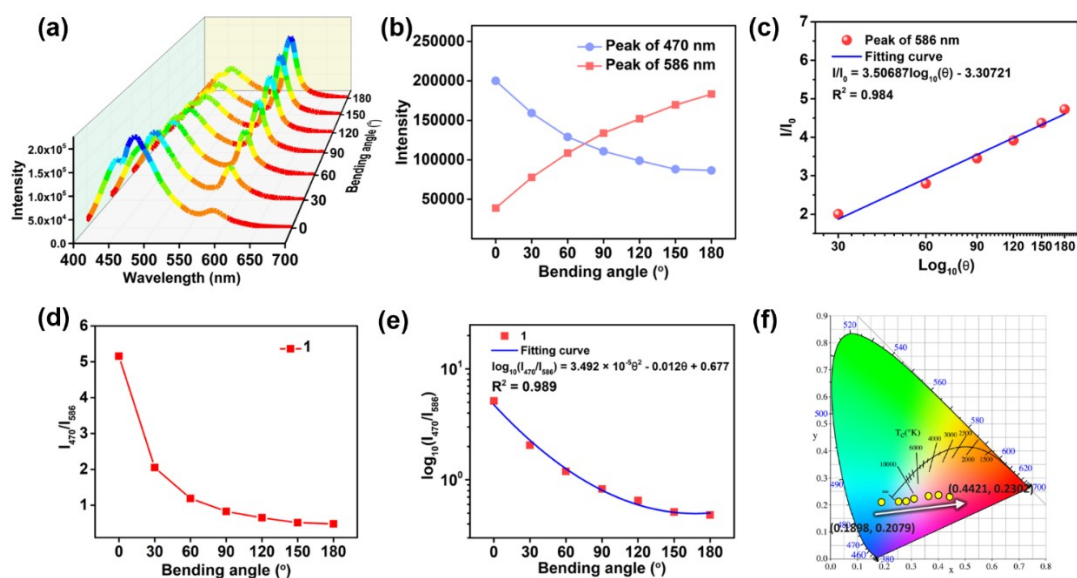 (a)
Intensity
2.0x10⁵
1.5x10⁵
1.0x10⁵
5.0x10⁴
0.0
400 450 500 550 600 650 700
Wavelength (nm)
0
30
60
90
120
150
180
Bending angle (°)
(b)
Intensity
250000
200000
150000
100000
50000
0
Peak of 470 nm
Peak of 586 nm
0 30 60 90 120 150 180
Bending angle (°)
(c)
I/I₀
6
4
2
0
Peak of 586 nm
Fitting curve
I/I₀ = 3.50687log₁₀(θ) - 3.30721
R² = 0.984
30 60 90 120 150 180
Log₁₀(θ)
(d)
I₄₇₀/I₅₈₆
6
5
4
3
2
1
1
0 30 60 90 120 150 180
Bending angle (°)
(e)
log₁₀(I₄₇₀/I₅₈₆)
10¹
10⁰
1
Fitting curve
log₁₀(I₄₇₀/I₅₈₆) = 3.492 × 10⁻⁵θ² - 0.012θ + 0.677
R² = 0.989
0 30 60 90 120 150 180
Bending angle (°)
(f)
0.9
0.8
0.7
0.6
0.5
y
0.4
0.3
0.2
0.1
0.0
520
540
560
500
580
600
620
700
490
480
470
460
T_C(°K)
10000
6000
4000
3000
2500
2000
1500
∞
(0.4421, 0.2302)
(0.1898, 0.2079)
0.0 0.1 0.2 0.3 0.4 0.5 0.6 0.7 0.8
x